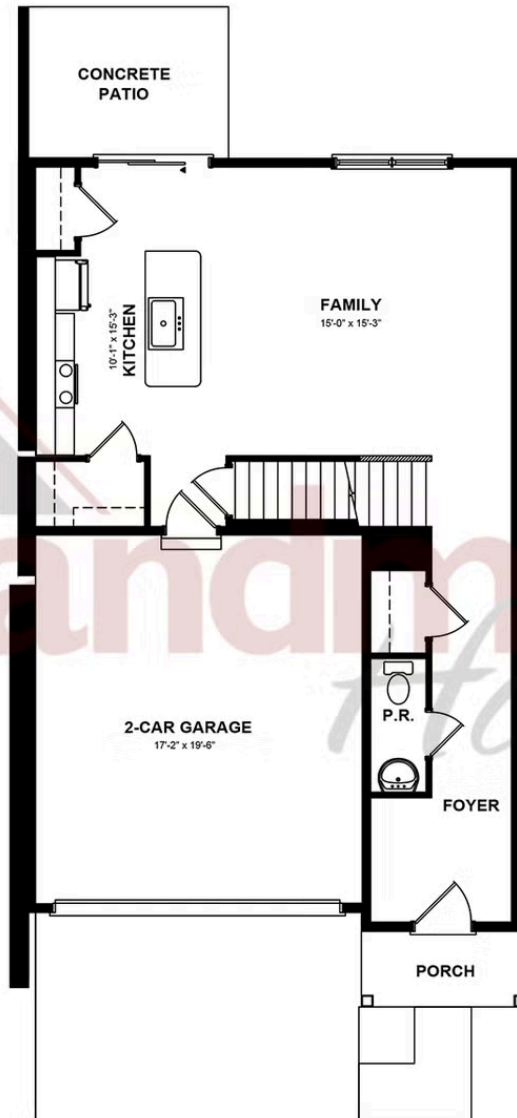 CONCRETE
PATIO
FAMILY
15'-0" x 15'-3"
KITCHEN
10'-1" x 15'-3"
2-CAR GARAGE
17'-2" x 19'-6"
P.R.
FOYER
PORCH